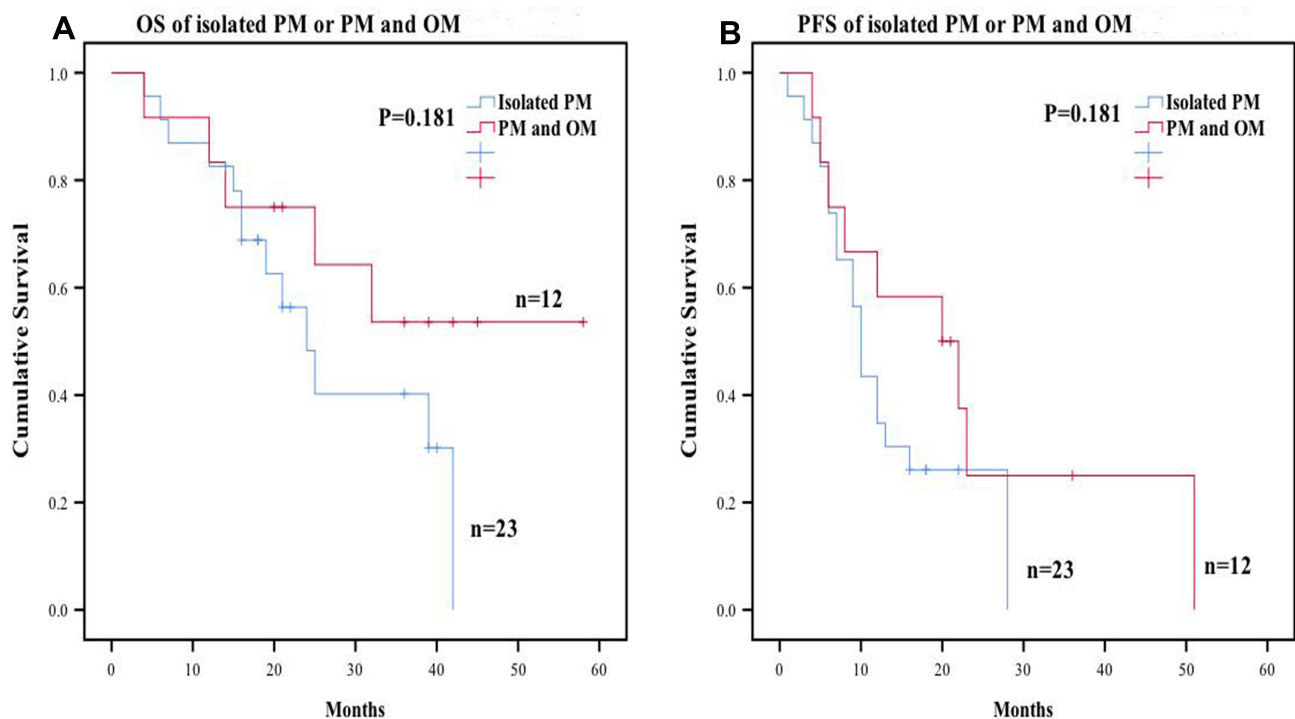 A
OS of isolated PM or PM and OM
1.0
0.8
0.6
0.4
0.2
0.0
Cumulative Survival
P=0.181
Isolated PM
PM and OM
n=12
n=23
0 10 20 30 40 50 60
Months
B
PFS of isolated PM or PM and OM
1.0
0.8
0.6
0.4
0.2
0.0
Cumulative Survival
P=0.181
Isolated PM
PM and OM
n=23
n=12
0 10 20 30 40 50 60
Months